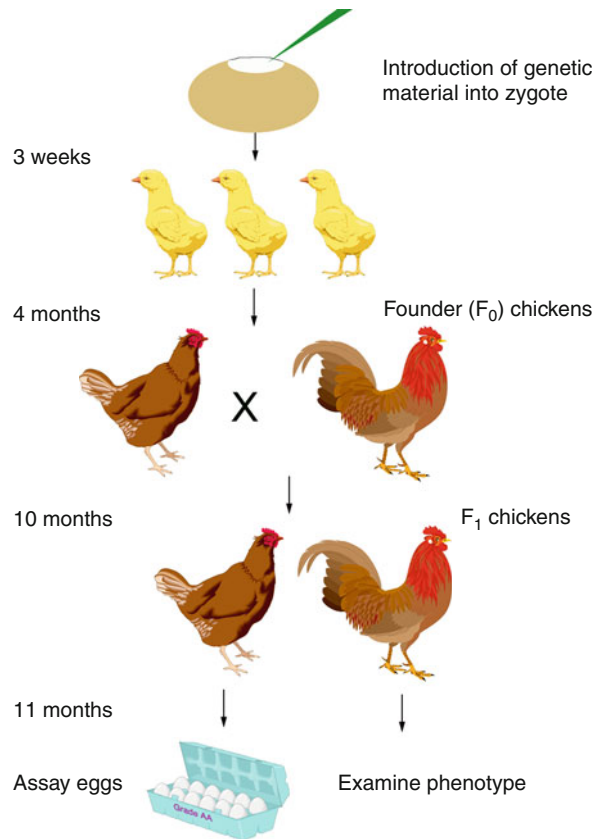 Introduction of genetic
material into zygote
3 weeks
4 months
Founder (F₀) chickens
X
10 months
F₁ chickens
11 months
Assay eggs
Grade AA
Examine phenotype